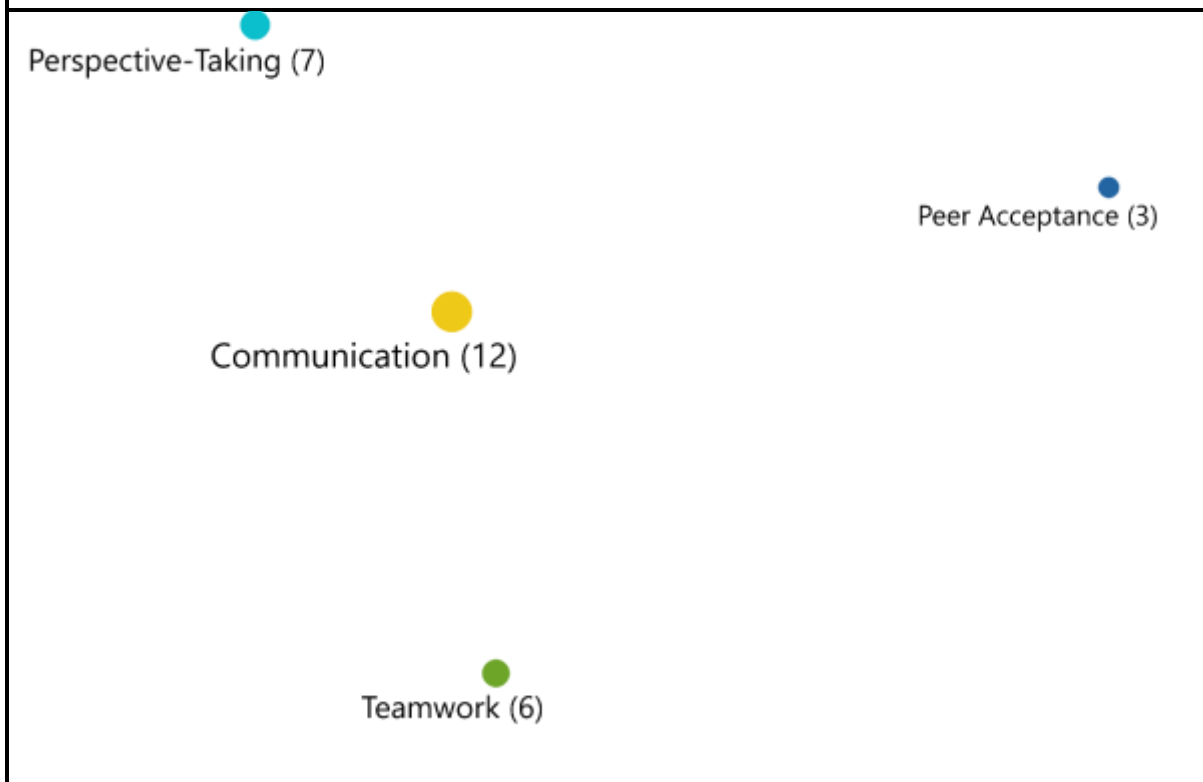 Perspective-Taking (7)
Peer Acceptance (3)
Communication (12)
Teamwork (6)